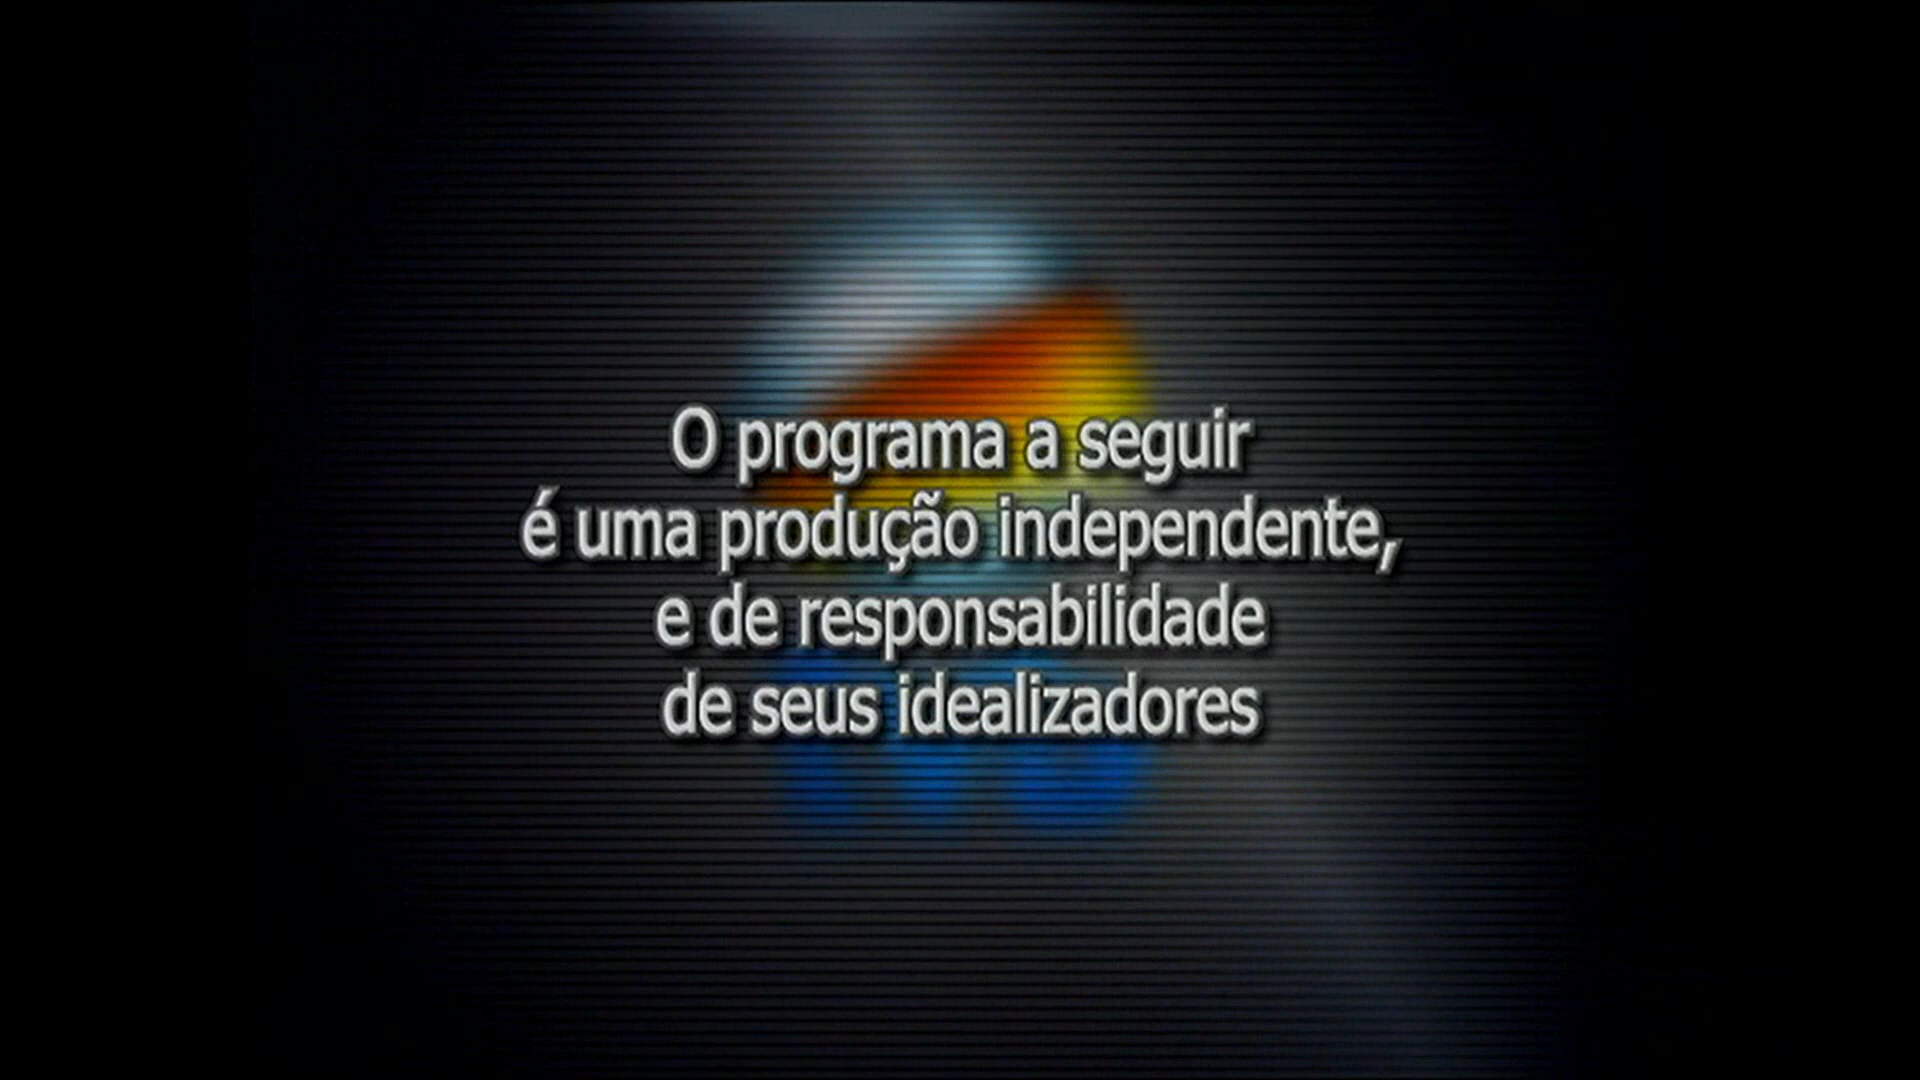 O programa a seguir
é uma produção independente,
e de responsabilidade
de seus idealizadores